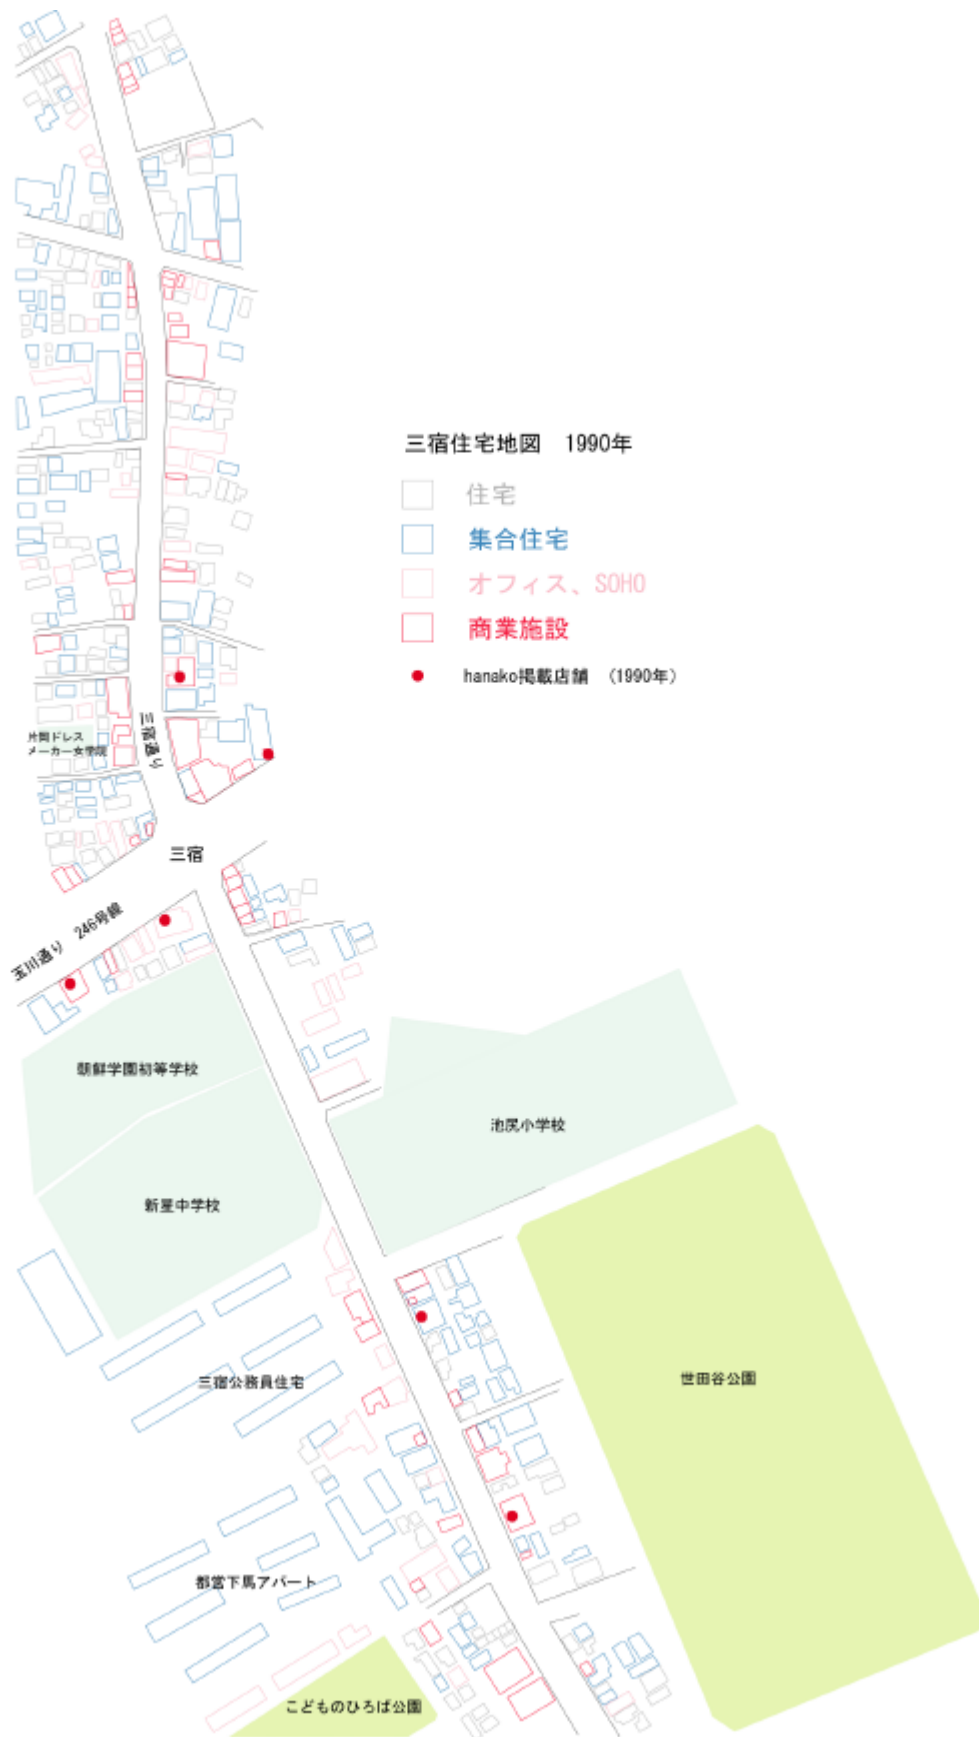 三宿住宅地図　1990年
住宅
集合住宅
オフィス、SOHO
商業施設
hanako掲載店舗　（1990年）
片岡ドレス
メーカー女学院
三宿通り
三宿
玉川通り　246号線
朝鮮学園初等学校
池尻小学校
新星中学校
三宿公務員住宅
世田谷公園
都営下馬アパート
こどものひろば公園